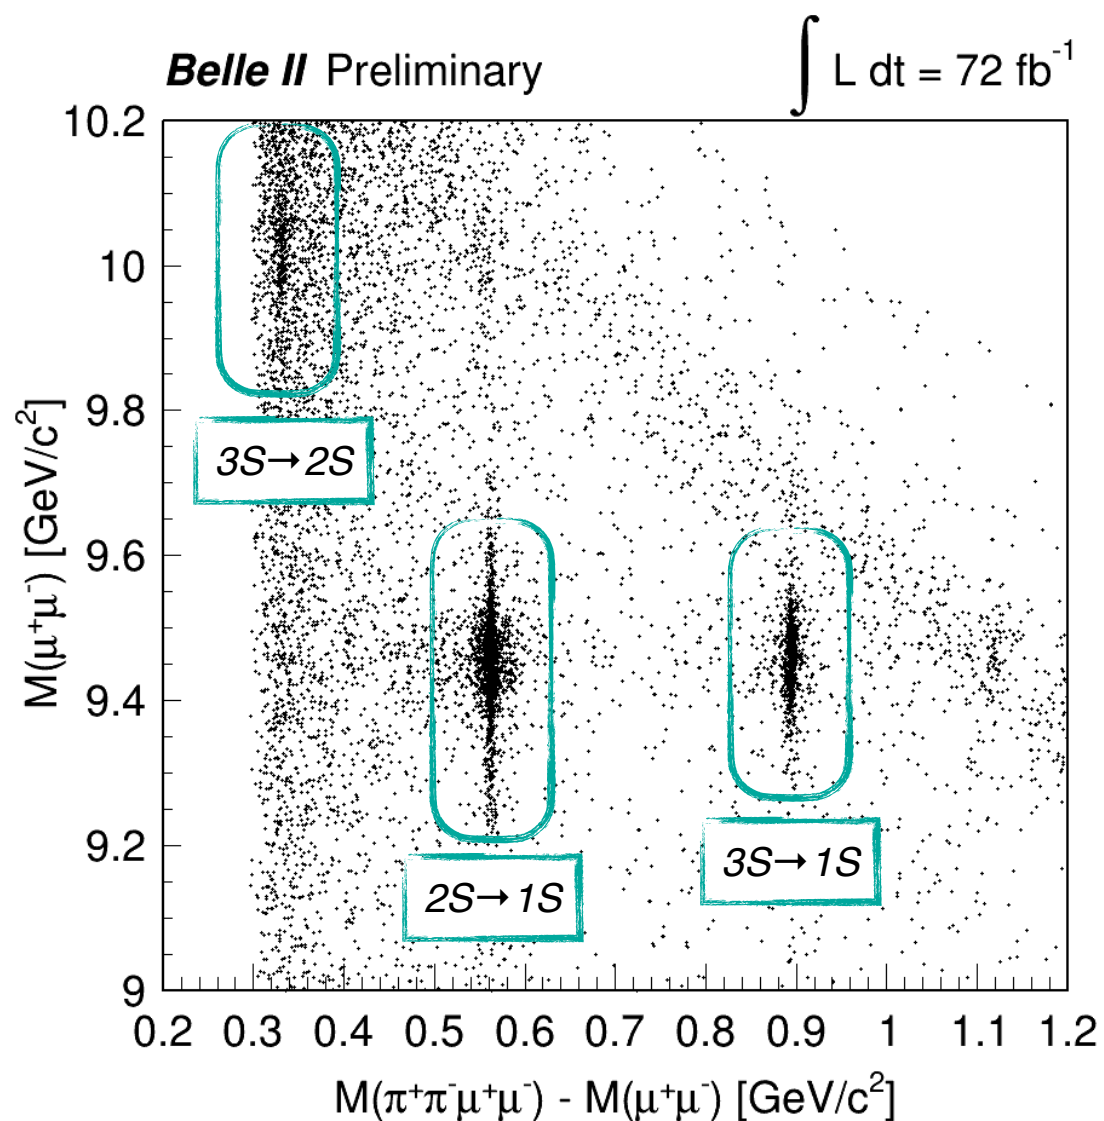 Belle II Preliminary
∫ L dt = 72 fb⁻¹
M(μ⁺μ⁻) [GeV/c²]
10.2
10
9.8
9.6
9.4
9.2
9
3S→2S
2S→1S
3S→1S
0.2 0.3 0.4 0.5 0.6 0.7 0.8 0.9 1 1.1 1.2
M(π⁺π⁻μ⁺μ⁻) - M(μ⁺μ⁻) [GeV/c²]